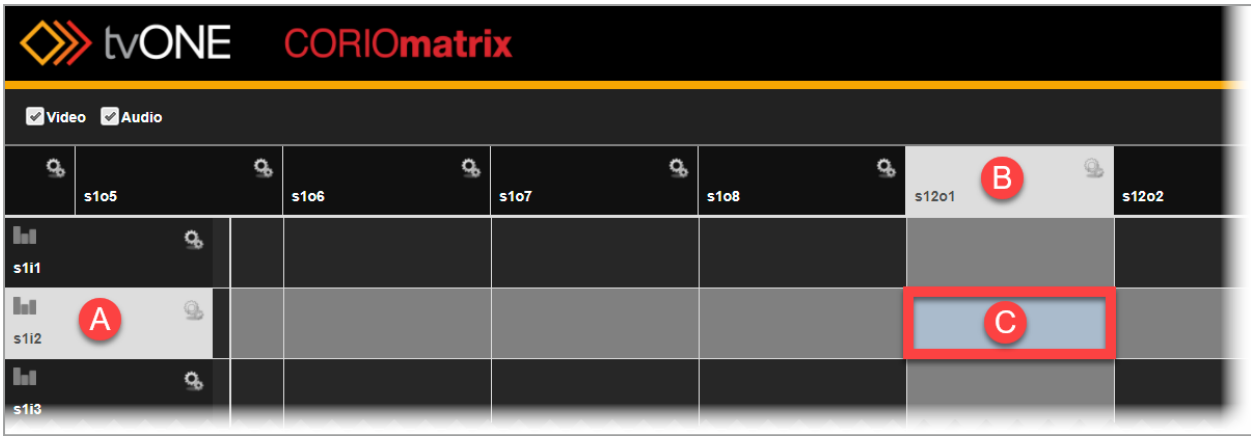 tvONE CORIOmatrix
Video Audio
s1o5 s1o6 s1o7 s1o8 s12o1 B s12o2
s1i1
s1i2 A C
s1i3